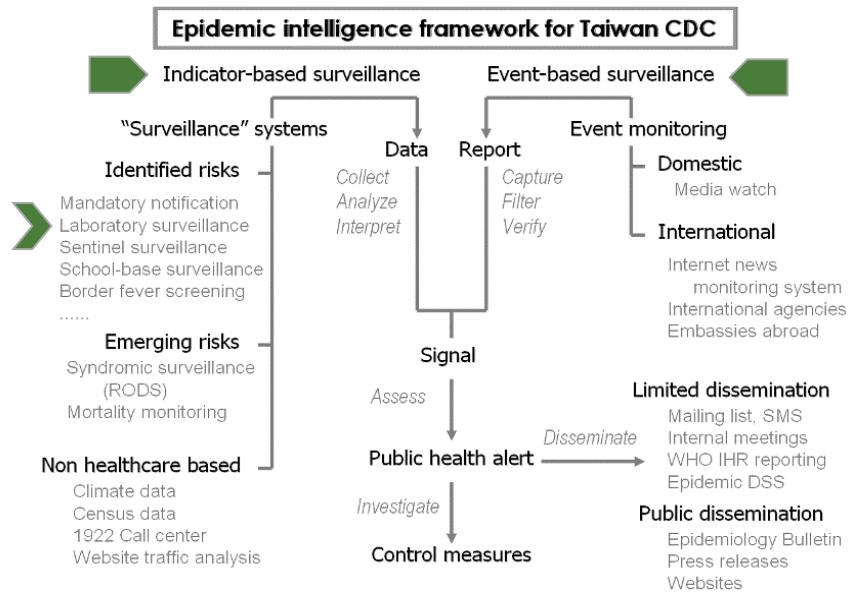 Epidemic intelligence framework for Taiwan CDC
Indicator-based surveillance
Event-based surveillance
“Surveillance” systems
Identified risks
Mandatory notification
Laboratory surveillance
Sentinel surveillance
School-base surveillance
Border fever screening
......
Emerging risks
Syndromic surveillance
(RODS)
Mortality monitoring
Non healthcare based
Climate data
Census data
1922 Call center
Website traffic analysis
Data
Collect
Analyze
Interpret
Report
Capture
Filter
Verify
Event monitoring
Domestic
Media watch
International
Internet news
monitoring system
International agencies
Embassies abroad
Signal
Assess
Public health alert
Disseminate
Investigate
Control measures
Limited dissemination
Mailing list, SMS
Internal meetings
WHO IHR reporting
Epidemic DSS
Public dissemination
Epidemiology Bulletin
Press releases
Websites